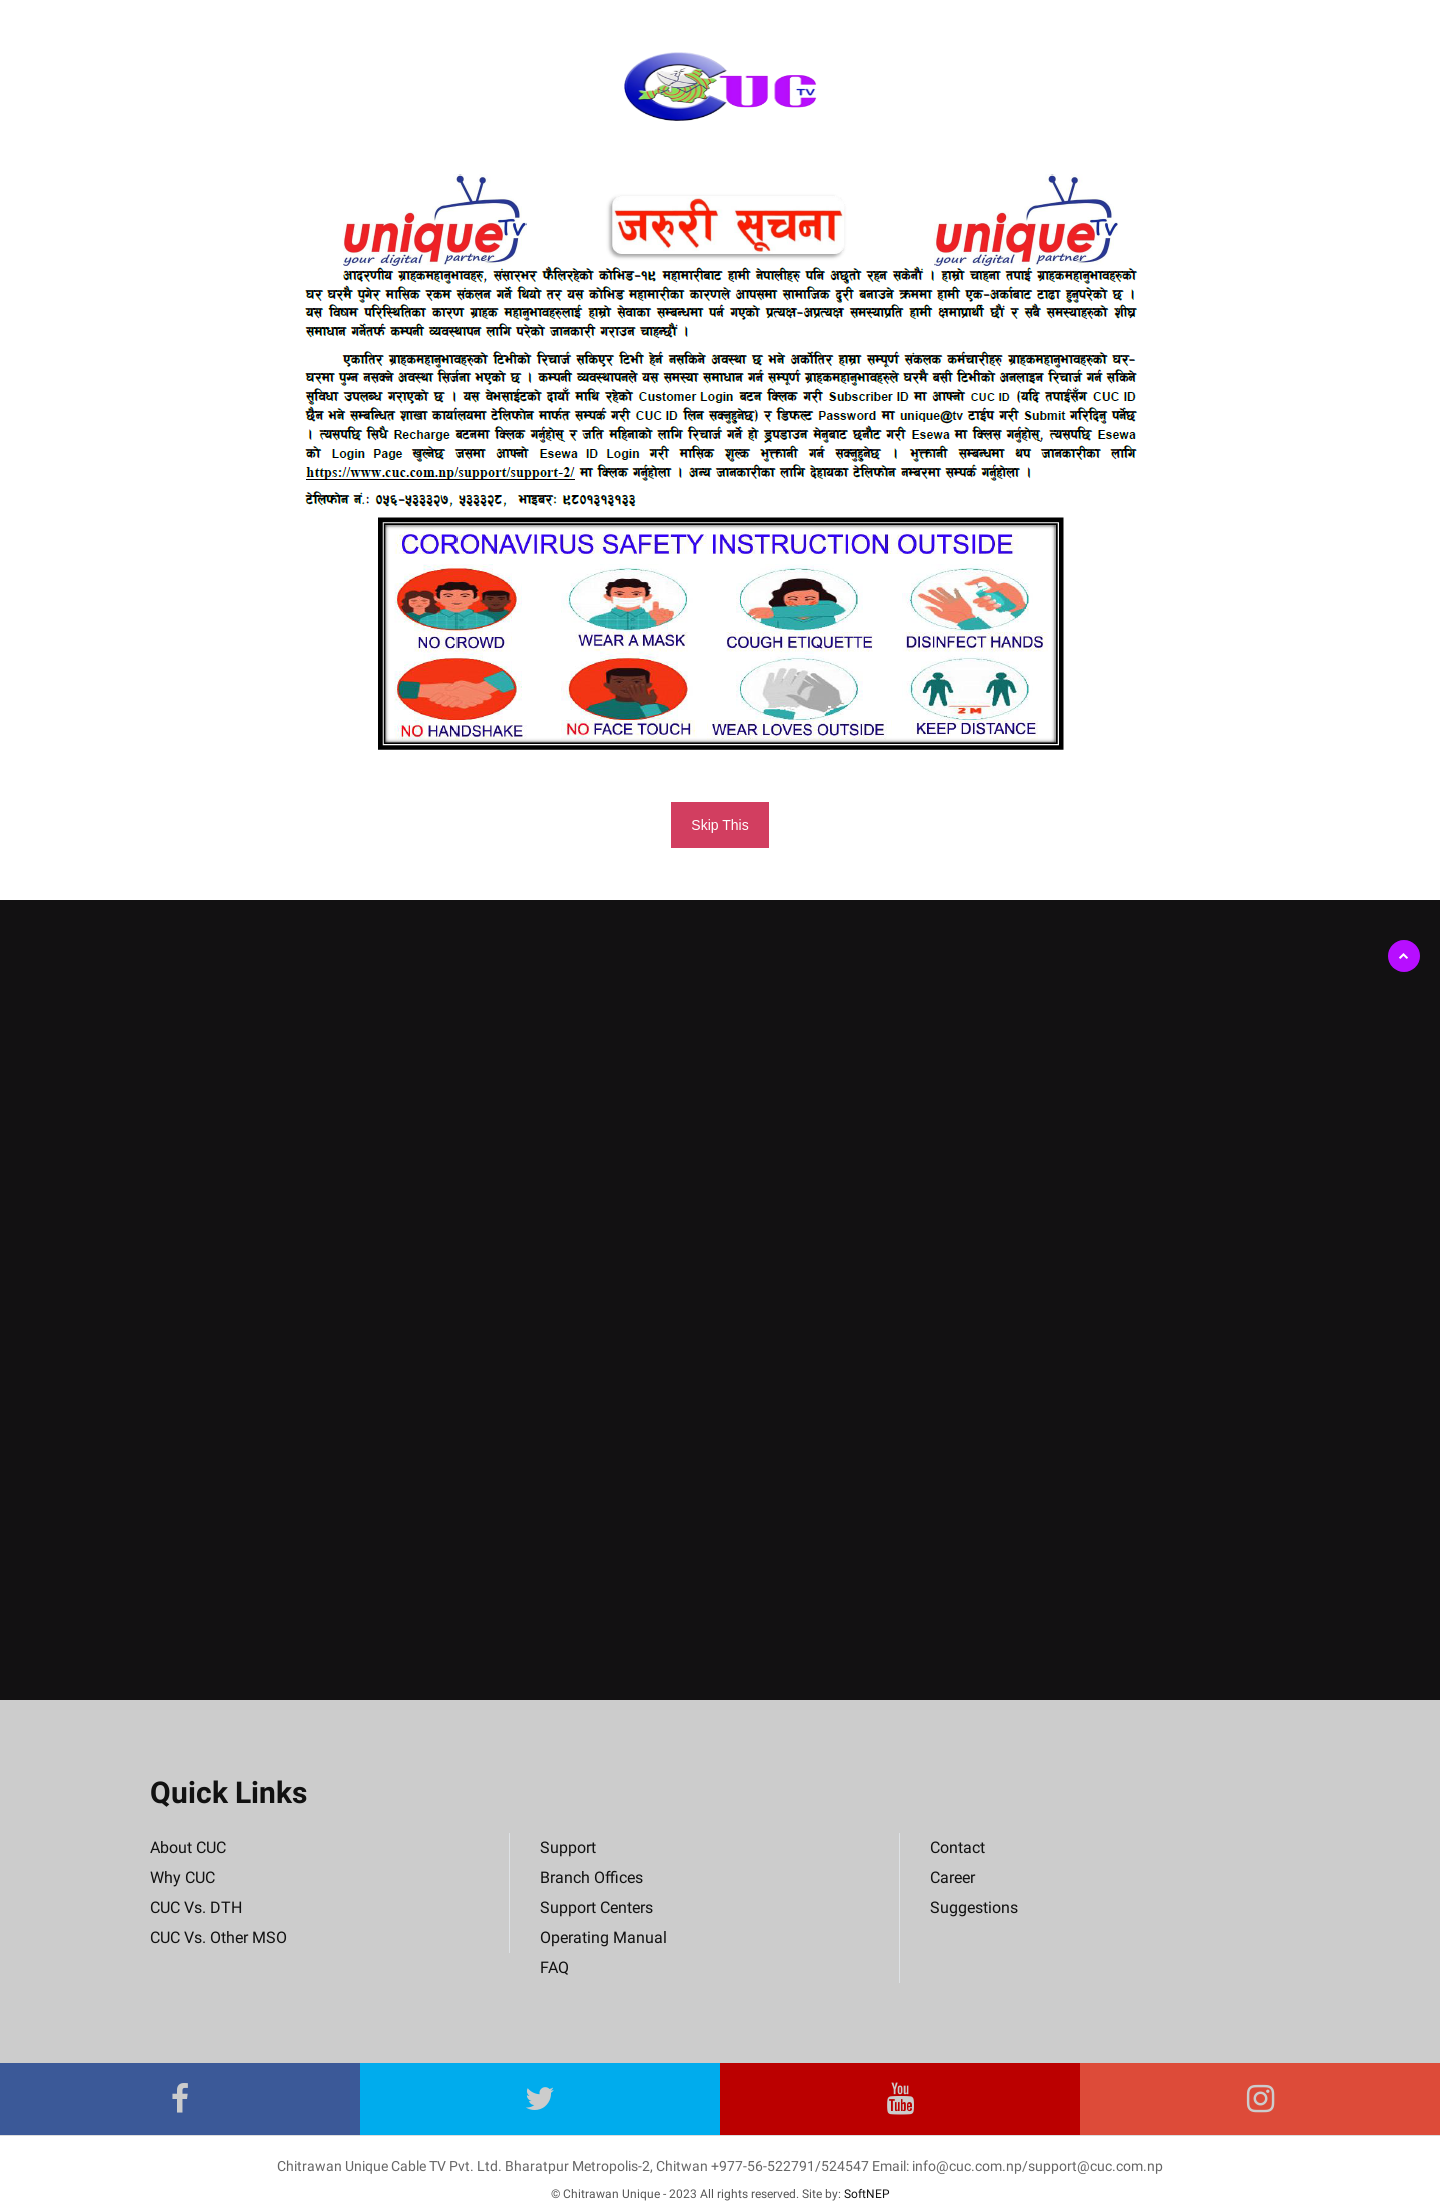 CUC TV
unique TV
your digital partner
जरुरी सूचना
unique TV
your digital partner
आदरणीय ग्राहकमहानुभावहरु, संसारभर फैलिरहेको कोभिड-१९ महामारीबाट हामी नेपालीहरु पनि अछुतो रहन सकेनौं । हाम्रो चाहना तपाई ग्राहकमहानुभावहरुको
घर घरमै पुगेर मासिक रकम संकलन गर्ने थियो तर यस कोभिड महामारीका कारणले आपसमा सामाजिक दुरी बनाउने क्रममा हामी एक-अर्काबाट टाढा हुनुपरेको छ ।
यस विषम परिस्थितिका कारण ग्राहक महानुभावहरुलाई हाम्रो सेवाका सम्बन्धमा पर्न गएको प्रत्यक्ष-अप्रत्यक्ष समस्याप्रति हामी क्षमाप्रार्थी छौं र सबै समस्याहरुको शीघ्र
समाधान गर्नेतर्फ कम्पनी व्यवस्थापन लागि परेको जानकारी गराउन चाहन्छौं ।
एकातिर ग्राहकमहानुभावहरुको टिभीको रिचार्ज सकिएर टिभी हेर्न नसकिने अवस्था छ भने अर्कोतिर हाम्रा सम्पूर्ण संकलक कर्मचारीहरु ग्राहकमहानुभावहरुको घर-
घरमा पुग्न नसक्ने अवस्था सिर्जना भएको छ । कम्पनी व्यवस्थापनले यस समस्या समाधान गर्न सम्पूर्ण ग्राहकमहानुभावहरुले घरमै बसी टिभीको अनलाइन रिचार्ज गर्न सकिने
सुविधा उपलब्ध गराएको छ । यस वेभसाईटको दायाँ माथि रहेको Customer Login बटन क्लिक गरी Subscriber ID मा आफ्नो CUC ID (यदि तपाईसँग CUC ID
छैन भने सम्बन्धित शाखा कार्यालयमा टेलिफोन मार्फत सम्पर्क गरी CUC ID लिन सक्नुहुनेछ) र डिफल्ट Password मा unique@tv टाईप गरी Submit गरिदिनु पर्नेछ
। त्यसपछि सिधै Recharge बटनमा क्लिक गर्नुहोस् र जति महिनाको लागि रिचार्ज गर्ने हो ड्रपडाउन मेनुबाट छनौट गरी Esewa मा क्लिस गर्नुहोस्, त्यसपछि Esewa
को Login Page खुल्नेछ जसमा आफ्नो Esewa ID Login गरी मासिक शुल्क भुक्तानी गर्न सक्नुहुनेछ । भुक्तानी सम्बन्धमा थप जानकारीका लागि
https://www.cuc.com.np/support/support-2/ मा क्लिक गर्नुहोला । अन्य जानकारीका लागि देहायका टेलिफोन नम्बरमा सम्पर्क गर्नुहोला ।
टेलिफोन नं.: ०५६-५३३३२७, ५३३३२८, भाइबरः ९८०१३१३१३३
CORONAVIRUS SAFETY INSTRUCTION OUTSIDE
NO CROWD
WEAR A MASK
COUGH ETIQUETTE
DISINFECT HANDS
2 M
NO HANDSHAKE
NO FACE TOUCH
WEAR LOVES OUTSIDE
KEEP DISTANCE
Skip This
Quick Links
About CUC
Why CUC
CUC Vs. DTH
CUC Vs. Other MSO
Support
Branch Offices
Support Centers
Operating Manual
FAQ
Contact
Career
Suggestions
You Tube
Chitrawan Unique Cable TV Pvt. Ltd. Bharatpur Metropolis-2, Chitwan +977-56-522791/524547 Email: info@cuc.com.np/support@cuc.com.np
© Chitrawan Unique - 2023 All rights reserved. Site by: SoftNEP